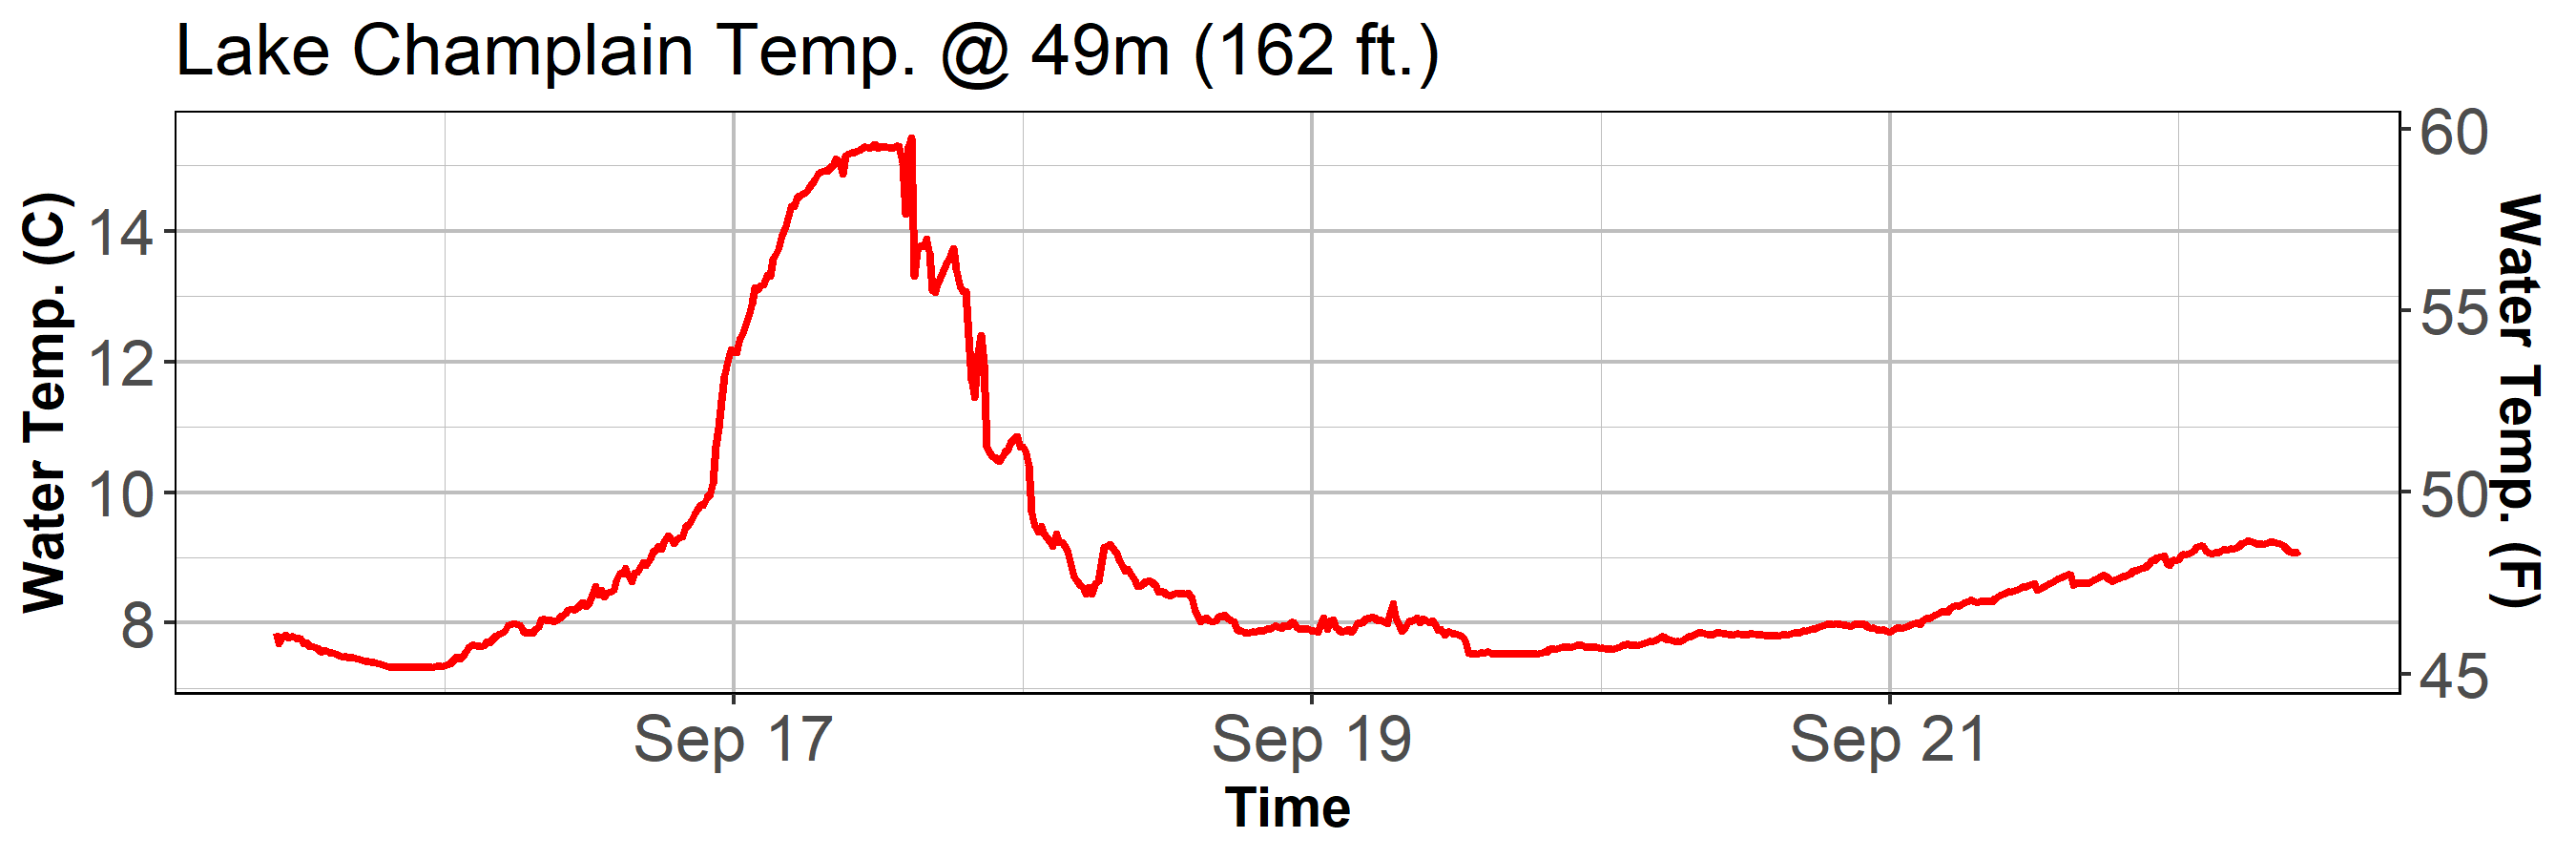 Lake Champlain Temp. @ 49m (162 ft.)
Water Temp. (C)
14
12
10
8
60
55
50
45
Water Temp. (F)
Sep 17
Sep 19
Sep 21
Time